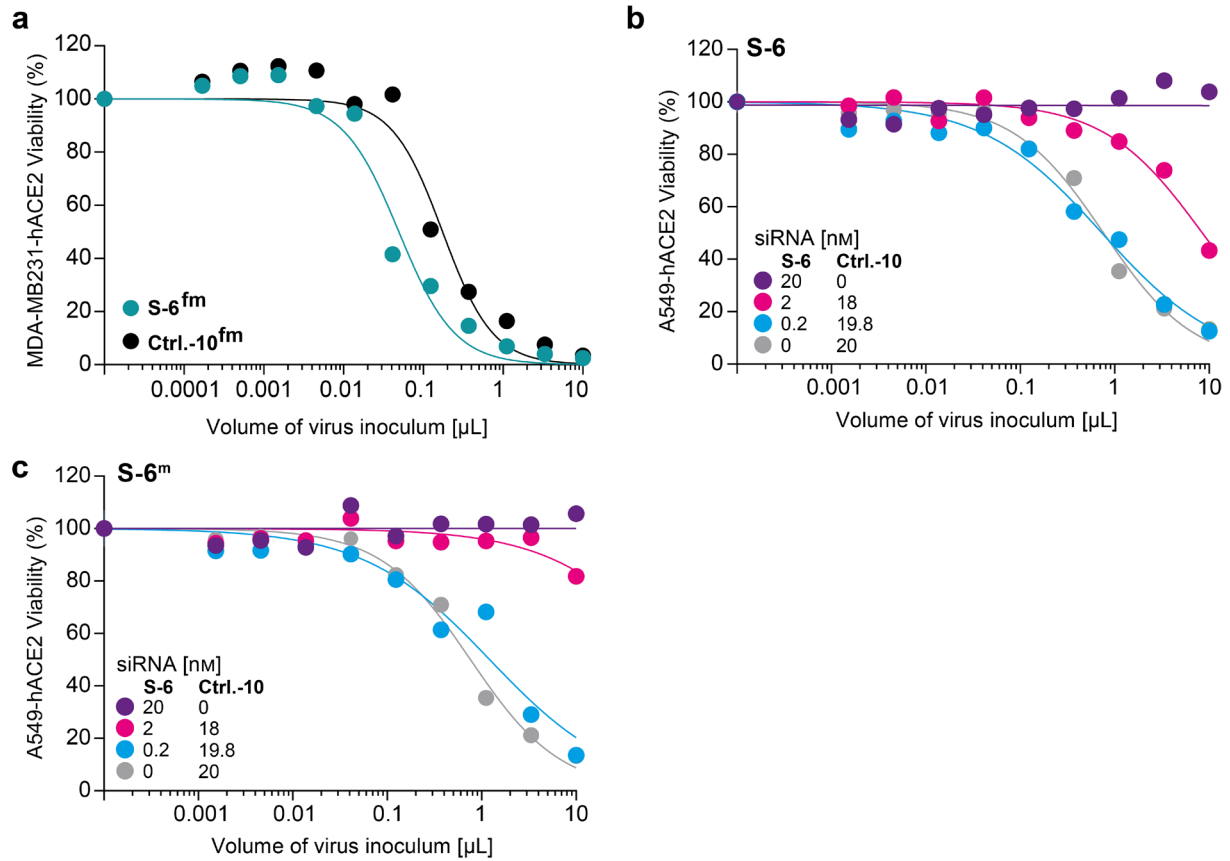 a
120
100
80
60
40
20
0
MDA-MB231-hACE2 Viability (%)
S-6fm
Ctrl.-10fm
0.0001 0.001 0.01 0.1 1 10
Volume of virus inoculum [µL]
b
S-6
120
100
80
60
40
20
0
A549-hACE2 Viability (%)
siRNA [nM]
S-6 Ctrl.-10
20 0
2 18
0.2 19.8
0 20
0.001 0.01 0.1 1 10
Volume of virus inoculum [µL]
c
S-6m
120
100
80
60
40
20
0
A549-hACE2 Viability (%)
siRNA [nM]
S-6 Ctrl.-10
20 0
2 18
0.2 19.8
0 20
0.001 0.01 0.1 1 10
Volume of virus inoculum [µL]